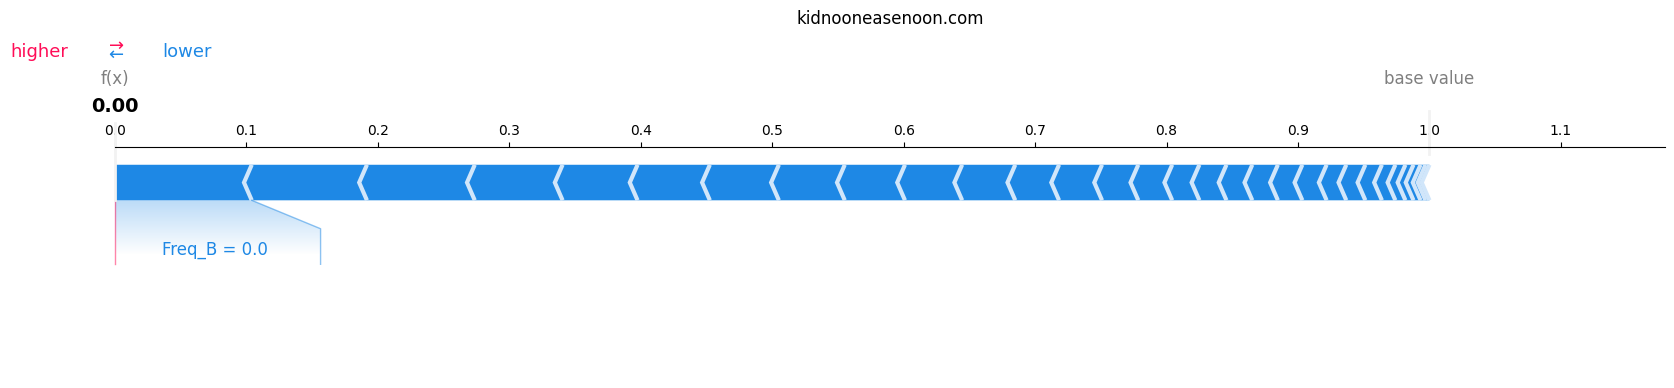 kidnooneasenoon.com
higher → ← lower
f(x) base value
0.00
0 0 0.1 0.2 0.3 0.4 0.5 0.6 0.7 0.8 0.9 1 0 1.1
Freq_B = 0.0